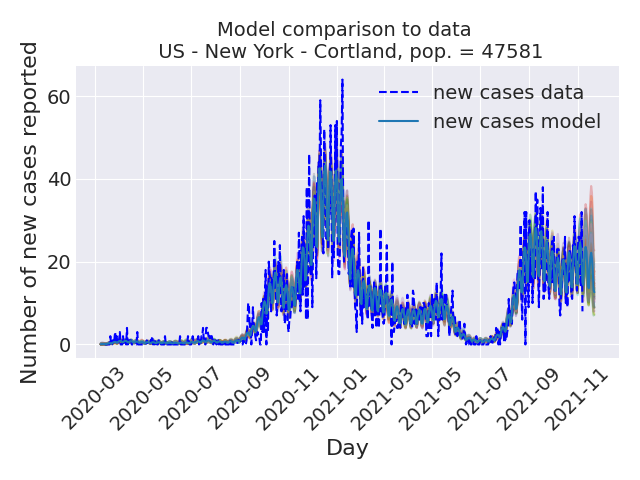 Model comparison to data
US - New York - Cortland, pop. = 47581
Number of new cases reported
60
40
20
0
new cases data
new cases model
2020-03
2020-05
2020-07
2020-09
2020-11
2021-01
2021-03
2021-05
2021-07
2021-09
2021-11
Day